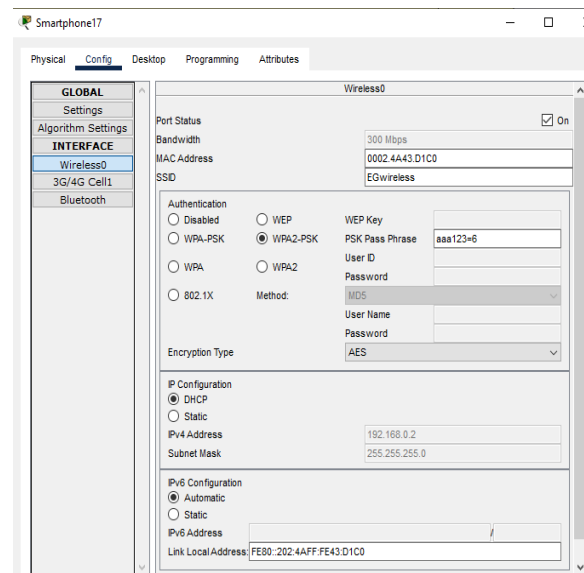 Smartphone17
Physical Config Desktop Programming Attributes
GLOBAL
Settings
Algorithm Settings
INTERFACE
Wireless0
3G/4G Cell1
Bluetooth
Wireless0
Port Status On
Bandwidth 300 Mbps
MAC Address 0002.4A43.D1C0
SSID EGwireless
Authentication
Disabled WEP WEP Key
WPA-PSK WPA2-PSK PSK Pass Phrase aaa123=6
User ID
WPA WPA2
Password
802.1X Method: MD5
User Name
Password
Encryption Type AES
IP Configuration
DHCP
Static
IPv4 Address 192.168.0.2
Subnet Mask 255.255.255.0
IPv6 Configuration
Automatic
Static
IPv6 Address /
Link Local Address: FE80::202:4AFF:FE43:D1C0